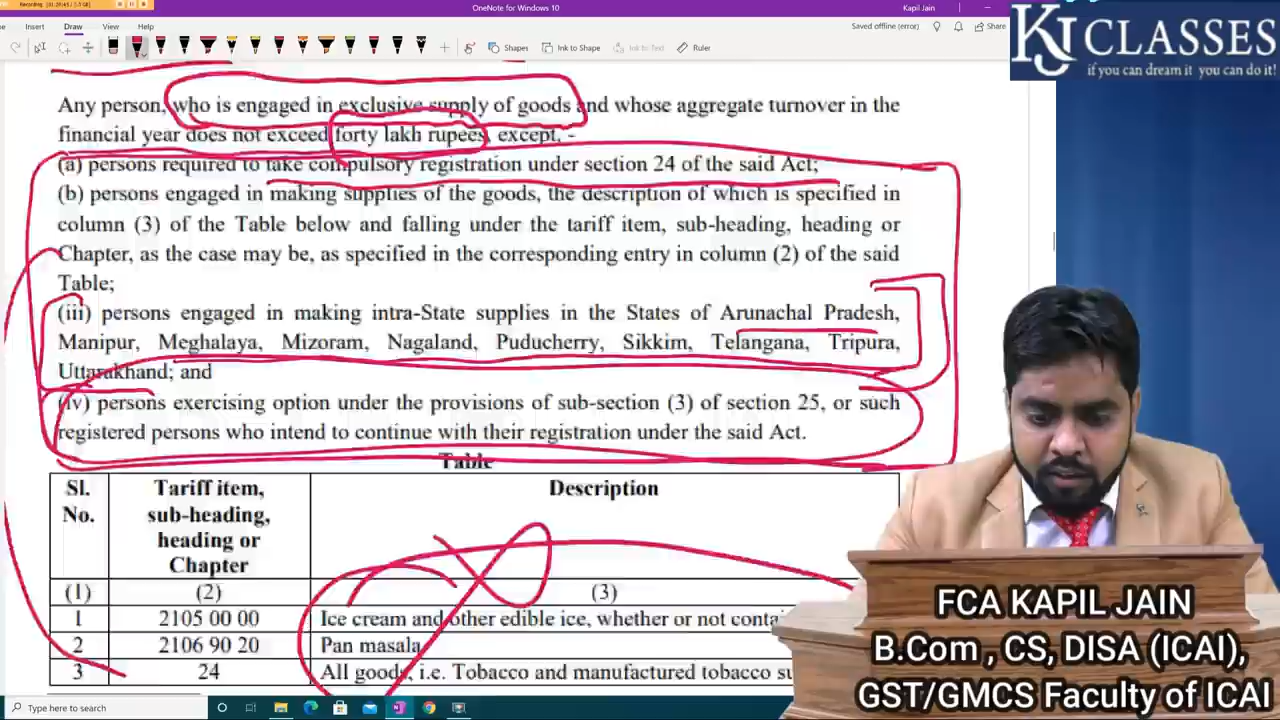 Recording
OneNote for Windows 10
Kapil Jain
Insert Draw View Help
Saved offline (error)
Share
Shapes Ink to Shape Ink to Text Ruler
KJ CLASSES
if you can dream it you can do it!
Any person, who is engaged in exclusive supply of goods and whose aggregate turnover in the
financial year does not exceed forty lakh rupees, except, -
(a) persons required to take compulsory registration under section 24 of the said Act;
(b) persons engaged in making supplies of the goods, the description of which is specified in
column (3) of the Table below and falling under the tariff item, sub-heading, heading or
Chapter, as the case may be, as specified in the corresponding entry in column (2) of the said
Table;
(iii) persons engaged in making intra-State supplies in the States of Arunachal Pradesh,
Manipur, Meghalaya, Mizoram, Nagaland, Puducherry, Sikkim, Telangana, Tripura,
Uttarakhand; and
(iv) persons exercising option under the provisions of sub-section (3) of section 25, or such
registered persons who intend to continue with their registration under the said Act.
Table
Sl. No. Tariff item, sub-heading, heading or Chapter Description
(1) (2) (3)
1 2105 00 00 Ice cream and other edible ice, whether or not conta
2 2106 90 20 Pan masala
3 24 All goods, i.e. Tobacco and manufactured tobacco su
FCA KAPIL JAIN
B.Com , CS, DISA (ICAI),
GST/GMCS Faculty of ICAI
Type here to search